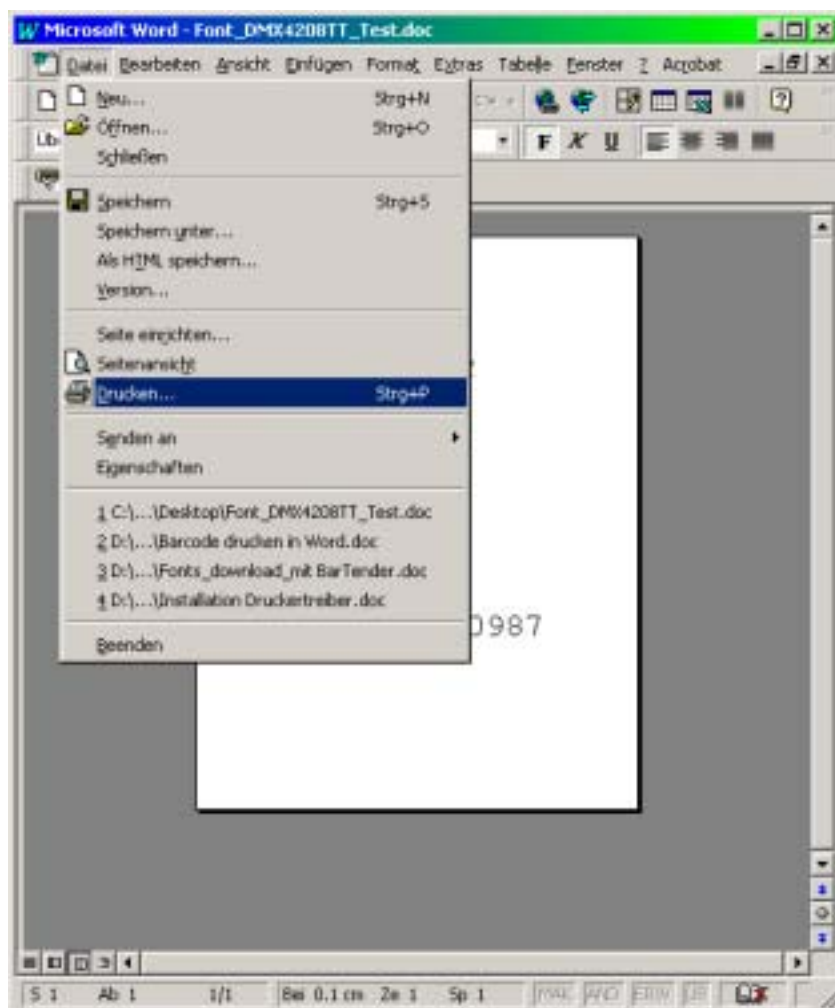 Microsoft Word - Font_DMX4208TT_Test.doc
Datei Bearbeiten Ansicht Einfügen Format Extras Tabelle Fenster ? Acrobat
Neu... Strg+N
Öffnen... Strg+O
Schließen
F K U
Speichern Strg+S
Speichern unter...
Als HTML speichern...
Version...
Seite einrichten...
Seitenansicht
Drucken... Strg+P
Senden an
Eigenschaften
1 C:\...\Desktop\Font_DMX4208TT_Test.doc
2 D:\...\Barcode drucken in Word.doc
3 D:\...\Fonts_download_mit BarTender.doc
4 D:\...\Installation Druckertreiber.doc
Beenden
0987
S 1 Ab 1 1/1 Bei 0.1 cm Ze 1 Sp 1